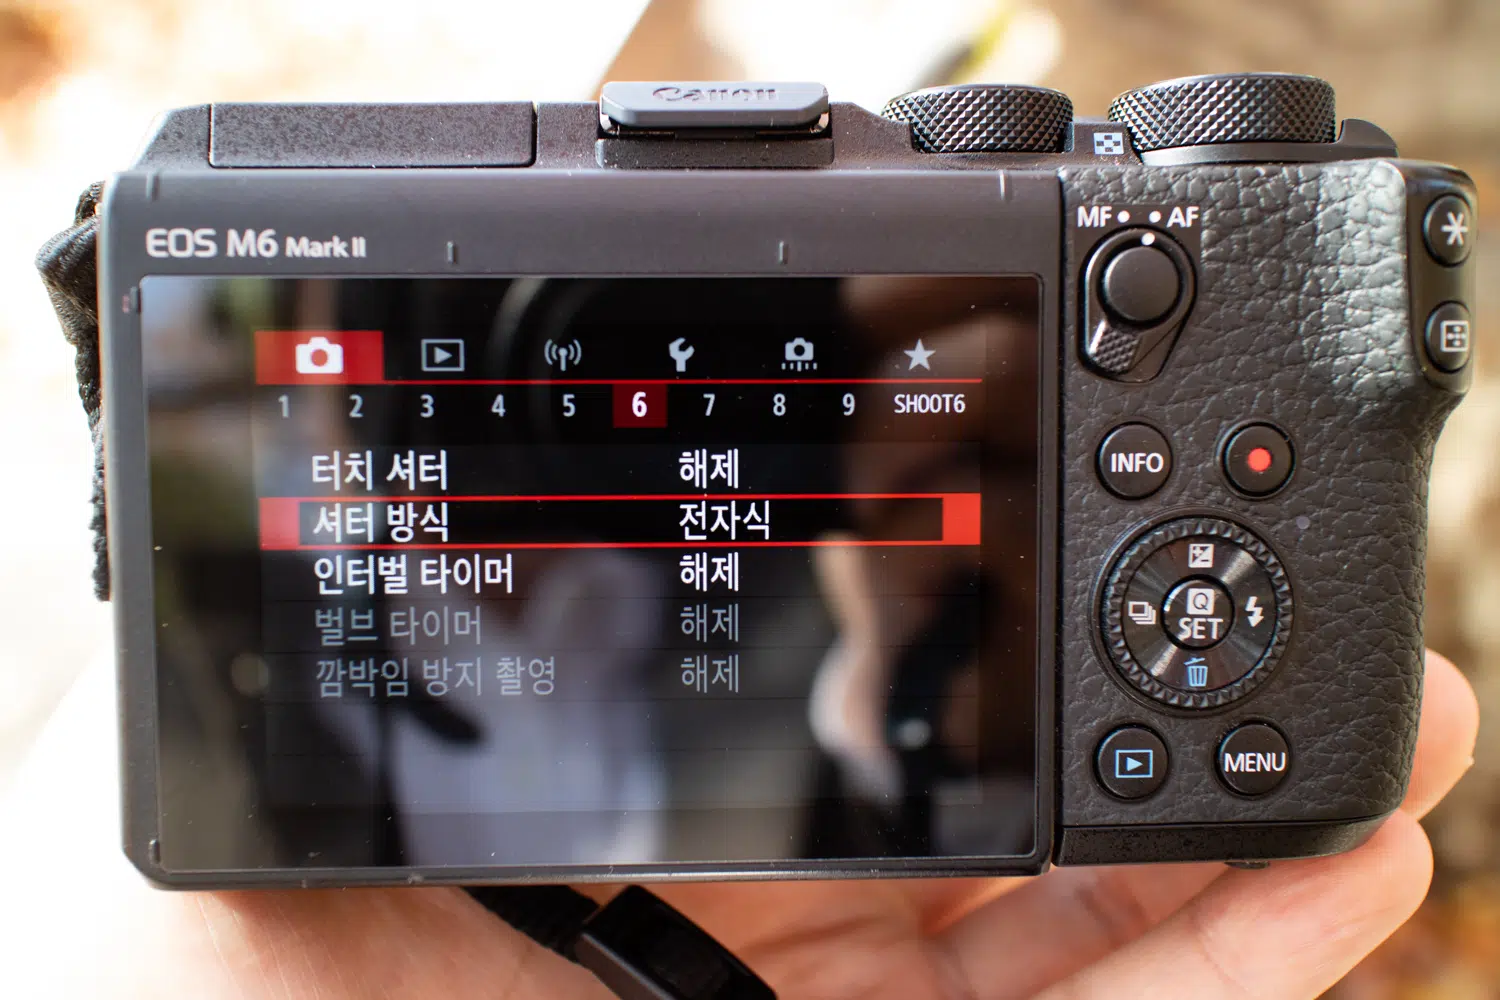 Canon
EOS M6 Mark II
MF AF
1 2 3 4 5 6 7 8 9 SHOOT6
터치 셔터 해제
셔터 방식 전자식
인터벌 타이머 해제
벌브 타이머 해제
깜박임 방지 촬영 해제
INFO
Q
SET
MENU